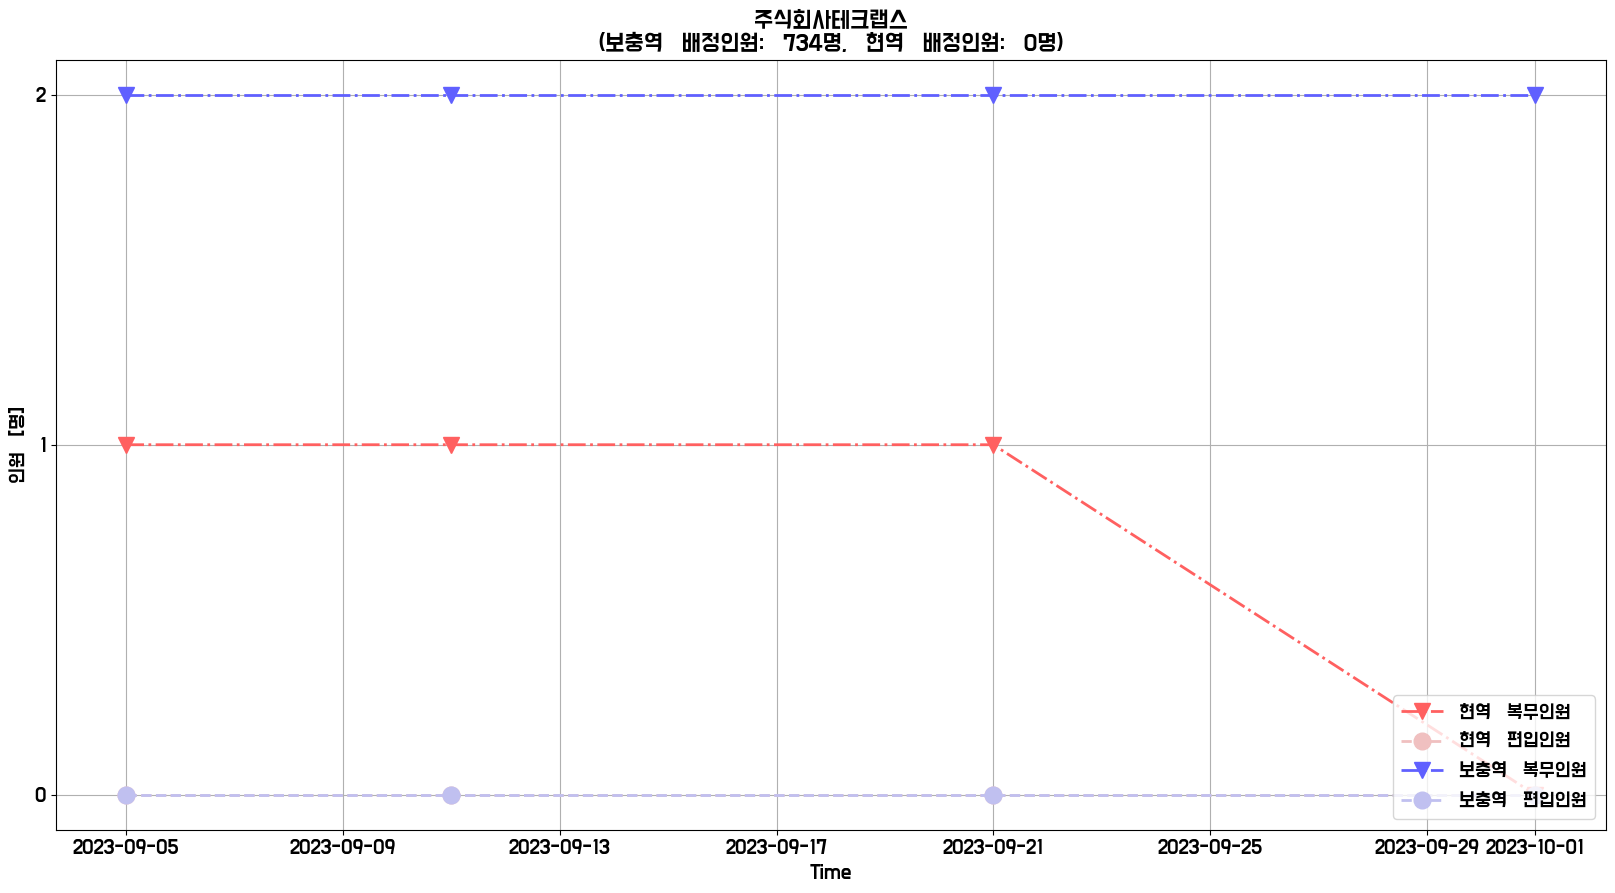 주식회사테크랩스
(보충역 배정인원: 734명, 현역 배정인원: 0명)
인원 [명]
2
1
0
현역 복무인원
현역 편입인원
보충역 복무인원
보충역 편입인원
2023-09-05 2023-09-09 2023-09-13 2023-09-17 2023-09-21 2023-09-25 2023-09-29 2023-10-01
Time